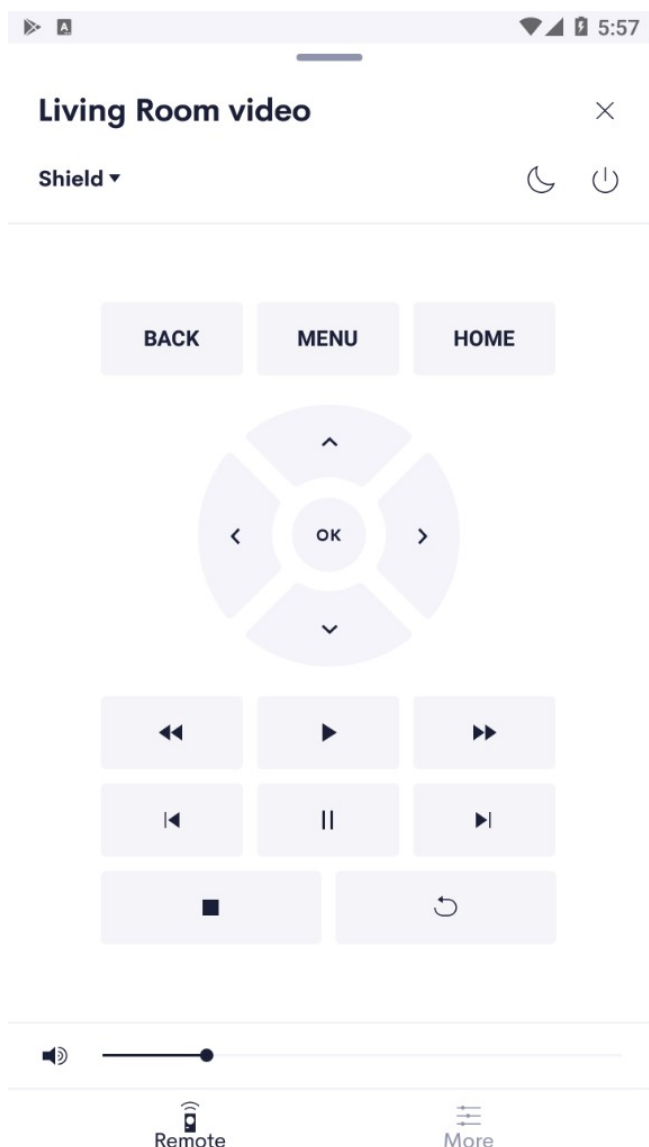 5:57
Living Room video
Shield
BACK MENU HOME
OK
Remote More